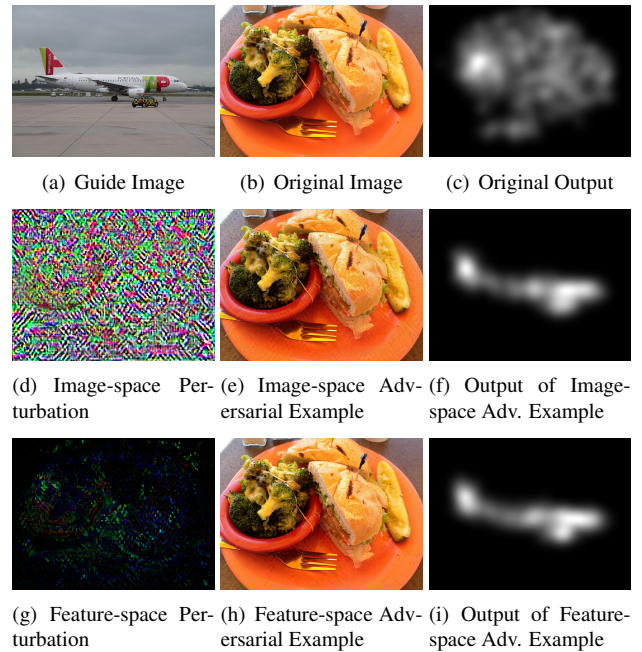 (a) Guide Image
(b) Original Image
(c) Original Output
(d) Image-space Per-
turbation
(e) Image-space Adv-
ersarial Example
(f) Output of Image-
space Adv. Example
(g) Feature-space Per-
turbation
(h) Feature-space Adv-
ersarial Example
(i) Output of Feature-
space Adv. Example